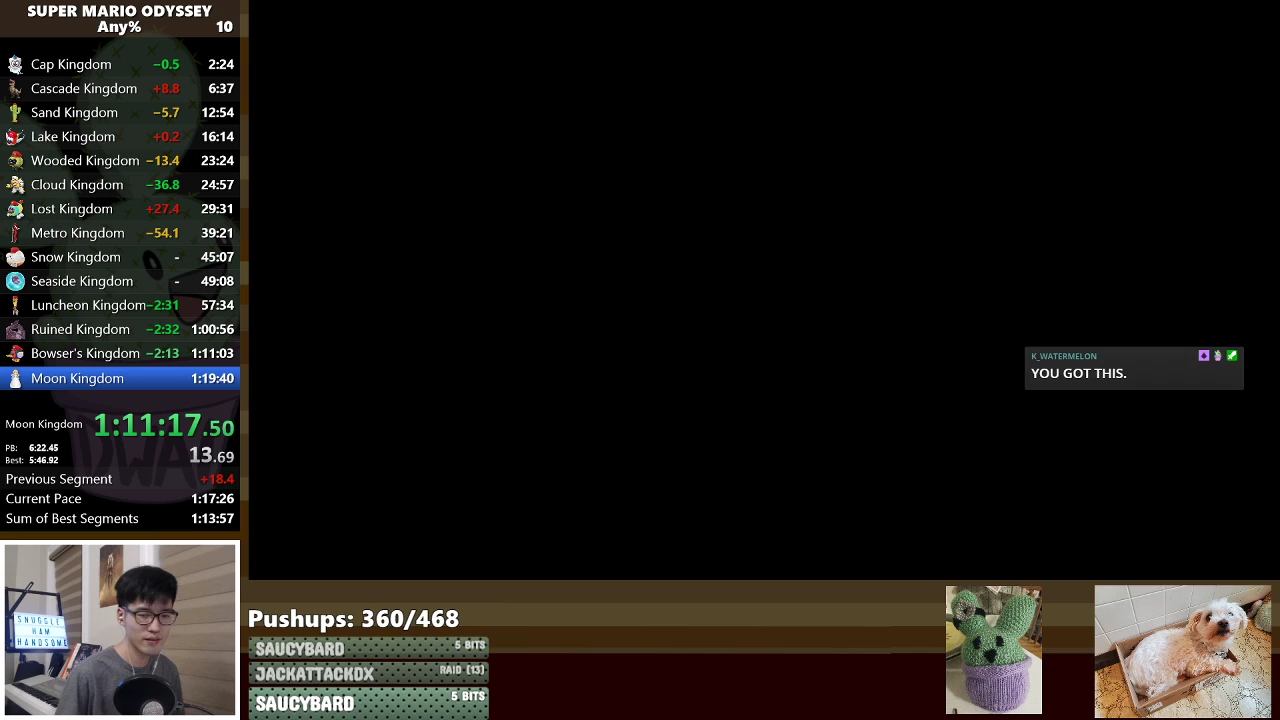 SUPER MARIO ODYSSEY
Any% 10
Cap Kingdom −0.5 2:24
Cascade Kingdom +8.8 6:37
Sand Kingdom −5.7 12:54
Lake Kingdom +0.2 16:14
Wooded Kingdom −13.4 23:24
Cloud Kingdom −36.8 24:57
Lost Kingdom +27.4 29:31
Metro Kingdom −54.1 39:21
Snow Kingdom - 45:07
Seaside Kingdom - 49:08
Luncheon Kingdom −2:31 57:34
Ruined Kingdom −2:32 1:00:56
Bowser's Kingdom −2:13 1:11:03
Moon Kingdom 1:19:40
Moon Kingdom 1:11:17.50
PB: 6:22.45
Best: 5:46.92
13.69
Previous Segment +18.4
Current Pace 1:17:26
Sum of Best Segments 1:13:57
K_WATERMELON
YOU GOT THIS.
SNUGGLE
HAM
HANDSOME
Pushups: 360/468
SAUCYBARD 5 BITS
JACKATTACKDX RAID (13)
SAUCYBARD 5 BITS